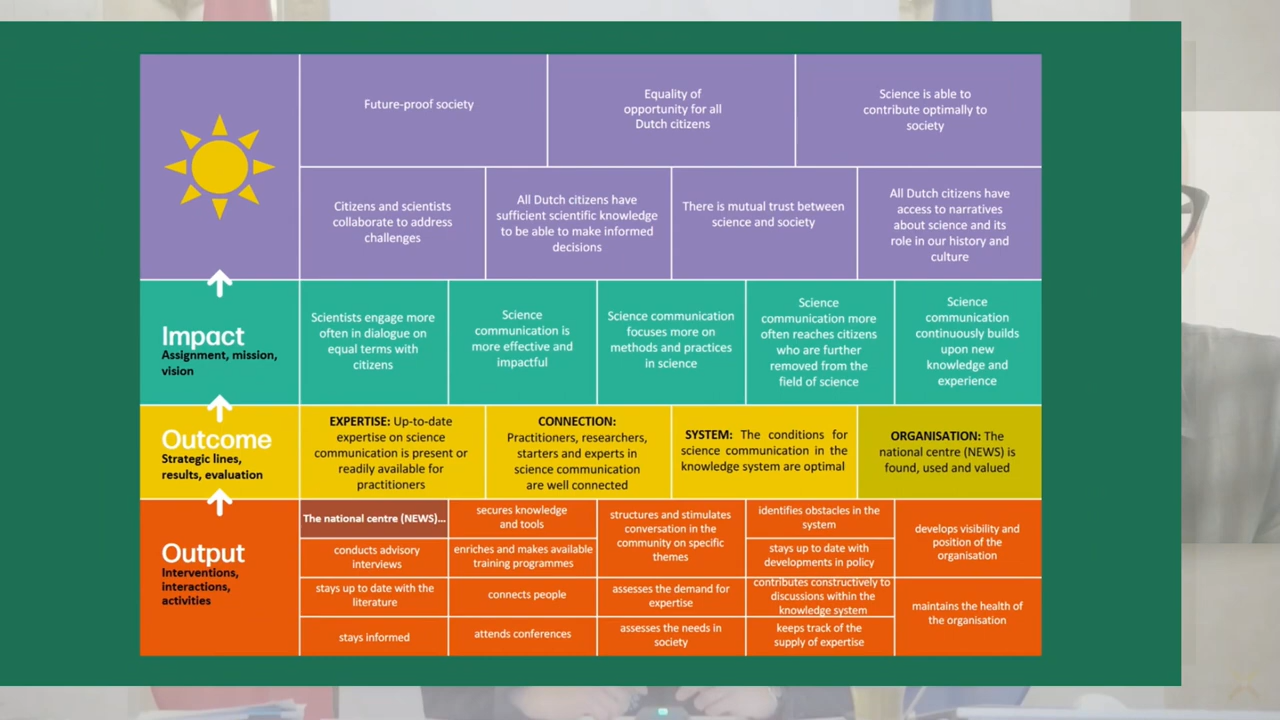 Future-proof society
Equality of
opportunity for all
Dutch citizens
Science is able to
contribute optimally to
society
Citizens and scientists
collaborate to address
challenges
All Dutch citizens have
sufficient scientific knowledge
to be able to make informed
decisions
There is mutual trust between
science and society
All Dutch citizens have
access to narratives
about science and its
role in our history and
culture
Impact
Assignment, mission,
vision
Scientists engage more
often in dialogue on
equal terms with
citizens
Science
communication is
more effective and
impactful
Science communication
focuses more on
methods and practices
in science
Science
communication more
often reaches citizens
who are further
removed from the
field of science
Science
communication
continuously builds
upon new
knowledge and
experience
Outcome
Strategic lines,
results, evaluation
EXPERTISE: Up-to-date
expertise on science
communication is present or
readily available for
practitioners
CONNECTION:
Practitioners, researchers,
starters and experts in
science communication
are well connected
SYSTEM: The conditions for
science communication in the
knowledge system are optimal
ORGANISATION: The
national centre (NEWS) is
found, used and valued
Output
Interventions,
interactions,
activities
The national centre (NEWS)...
conducts advisory
interviews
stays up to date with the
literature
stays informed
secures knowledge
and tools
enriches and makes available
training programmes
connects people
attends conferences
structures and stimulates
conversation in the
community on specific
themes
assesses the demand for
expertise
assesses the needs in
society
identifies obstacles in the
system
stays up to date with
developments in policy
contributes constructively to
discussions within the
knowledge system
keeps track of the
supply of expertise
develops visibility and
position of the
organisation
maintains the health of
the organisation